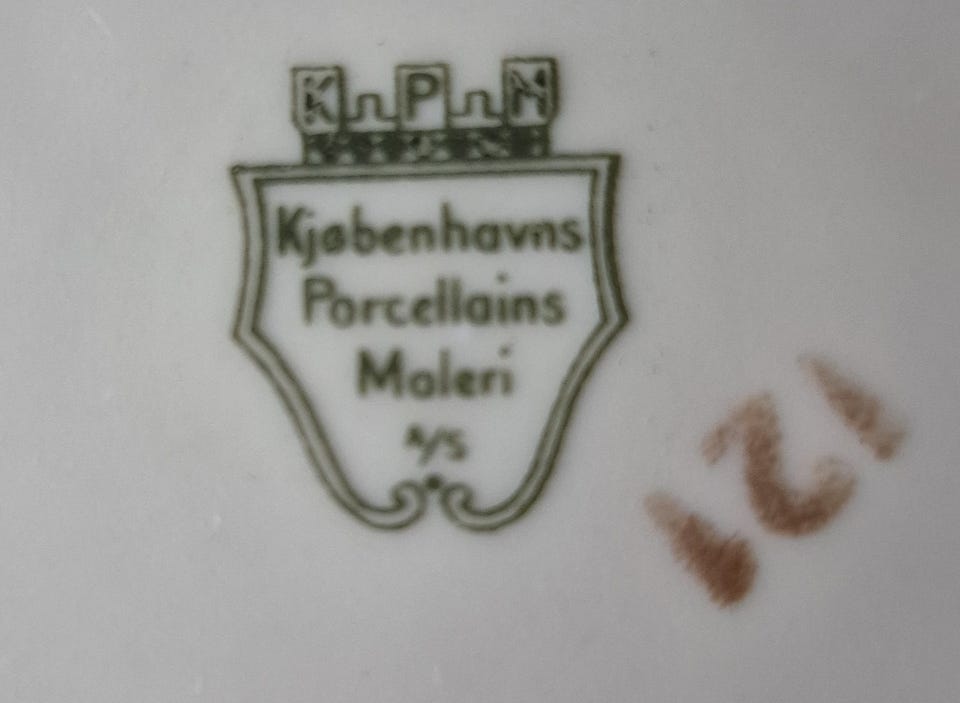 K P M
Kjøbenhavns
Porcellains
Maleri
A/S
121